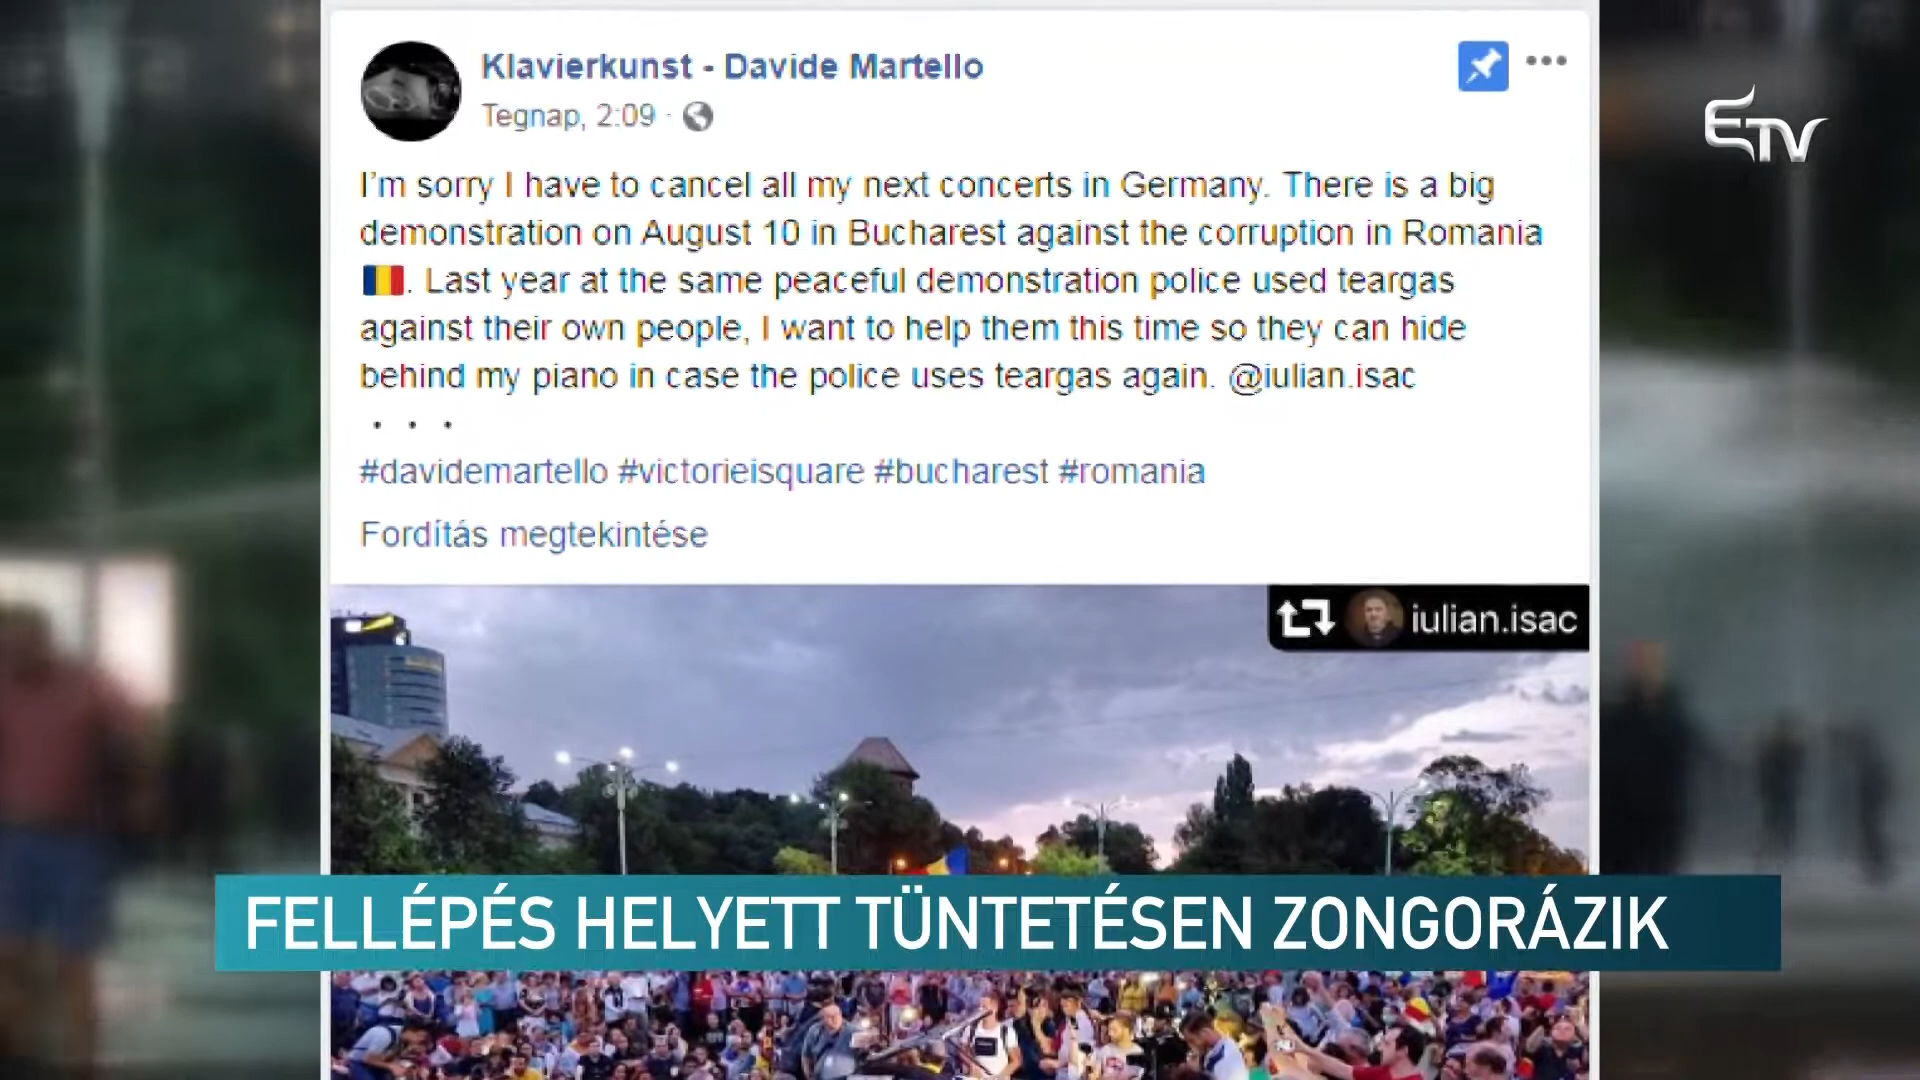 Klavierkunst - Davide Martello
Tegnap, 2:09 ·
ETV
I'm sorry I have to cancel all my next concerts in Germany. There is a big
demonstration on August 10 in Bucharest against the corruption in Romania
🇷🇴. Last year at the same peaceful demonstration police used teargas
against their own people, I want to help them this time so they can hide
behind my piano in case the police uses teargas again. @iulian.isac
• • •
#davidemartello #victorieisquare #bucharest #romania
Fordítás megtekintése
iulian.isac
FELLÉPÉS HELYETT TÜNTETÉSEN ZONGORÁZIK